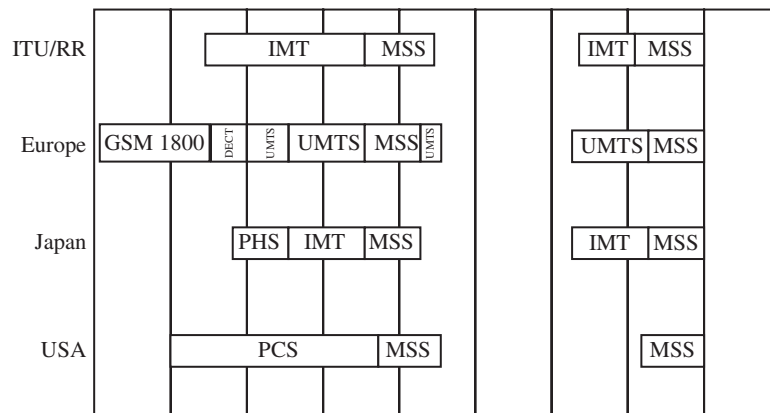 ITU/RR IMT MSS IMT MSS
Europe GSM 1800 DECT UMTS UMTS MSS UMTS UMTS MSS
Japan PHS IMT MSS IMT MSS
USA PCS MSS MSS